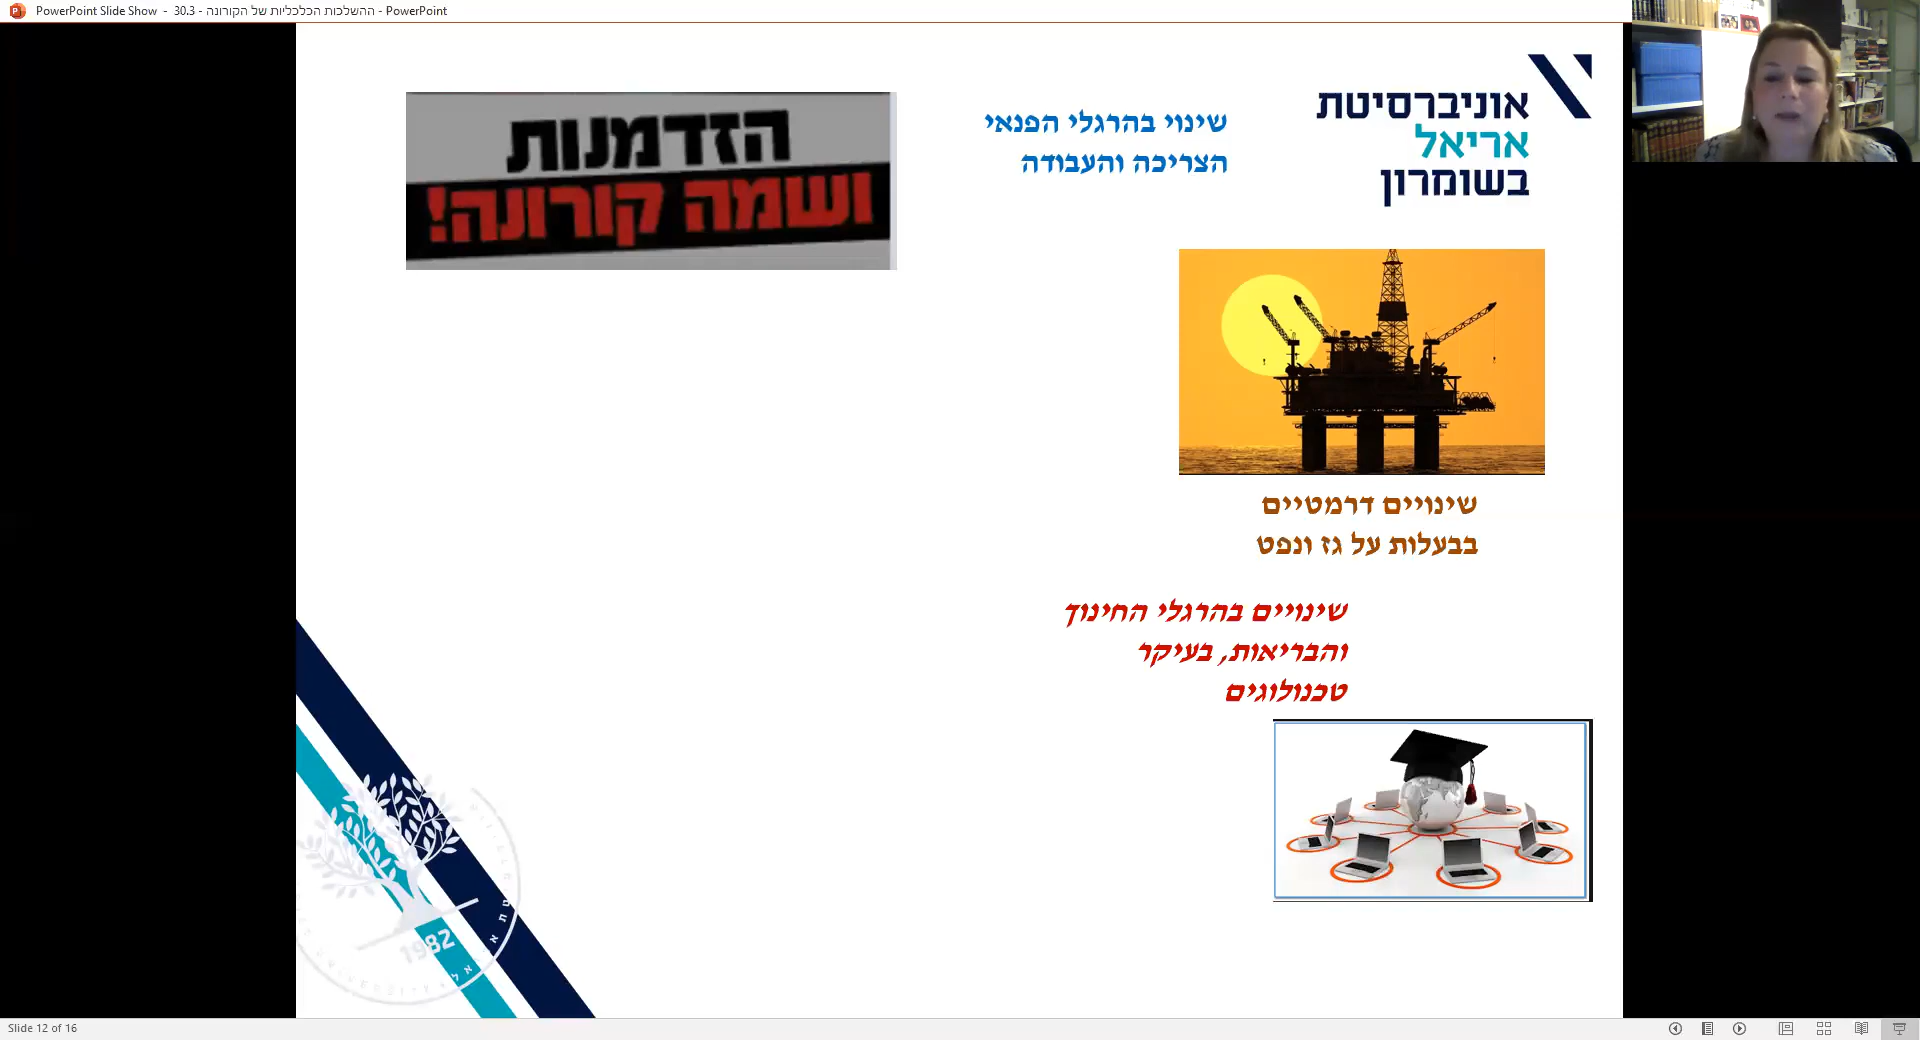 PowerPoint Slide Show - 30.3 - ההשלכות הכלכליות של הקורונה - PowerPoint
אוניברסיטת
אריאל
בשומרון
שינוי בהרגלי הפנאי
הצריכה והעבודה
הזדמנות
ושמה קורונה!
שינויים דרמטיים
בבעלות על גז ונפט
שינויים בהרגלי החינוך
והבריאות, בעיקר
טכנולוגים
1982
Slide 12 of 16